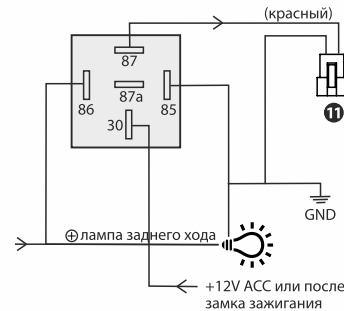 (красный)
87
86
87a
85
30
11
GND
⊕ лампа заднего хода
+12V ACC или после
замка зажигания